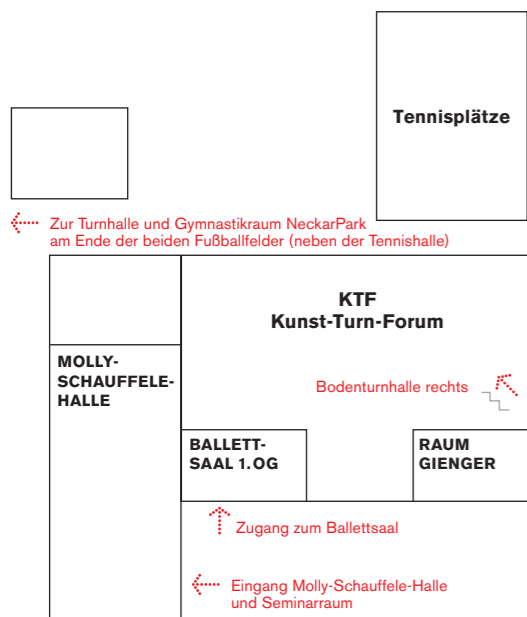 Tennisplätze
Zur Turnhalle und Gymnastikraum NeckarPark
am Ende der beiden Fußballfelder (neben der Tennishalle)
KTF
Kunst-Turn-Forum
MOLLY-
SCHAUFFELE-
HALLE
Bodenturnhalle rechts
BALLETT-
SAAL 1.OG
RAUM
GIENGER
Zugang zum Ballettsaal
Eingang Molly-Schauffele-Halle
und Seminarraum